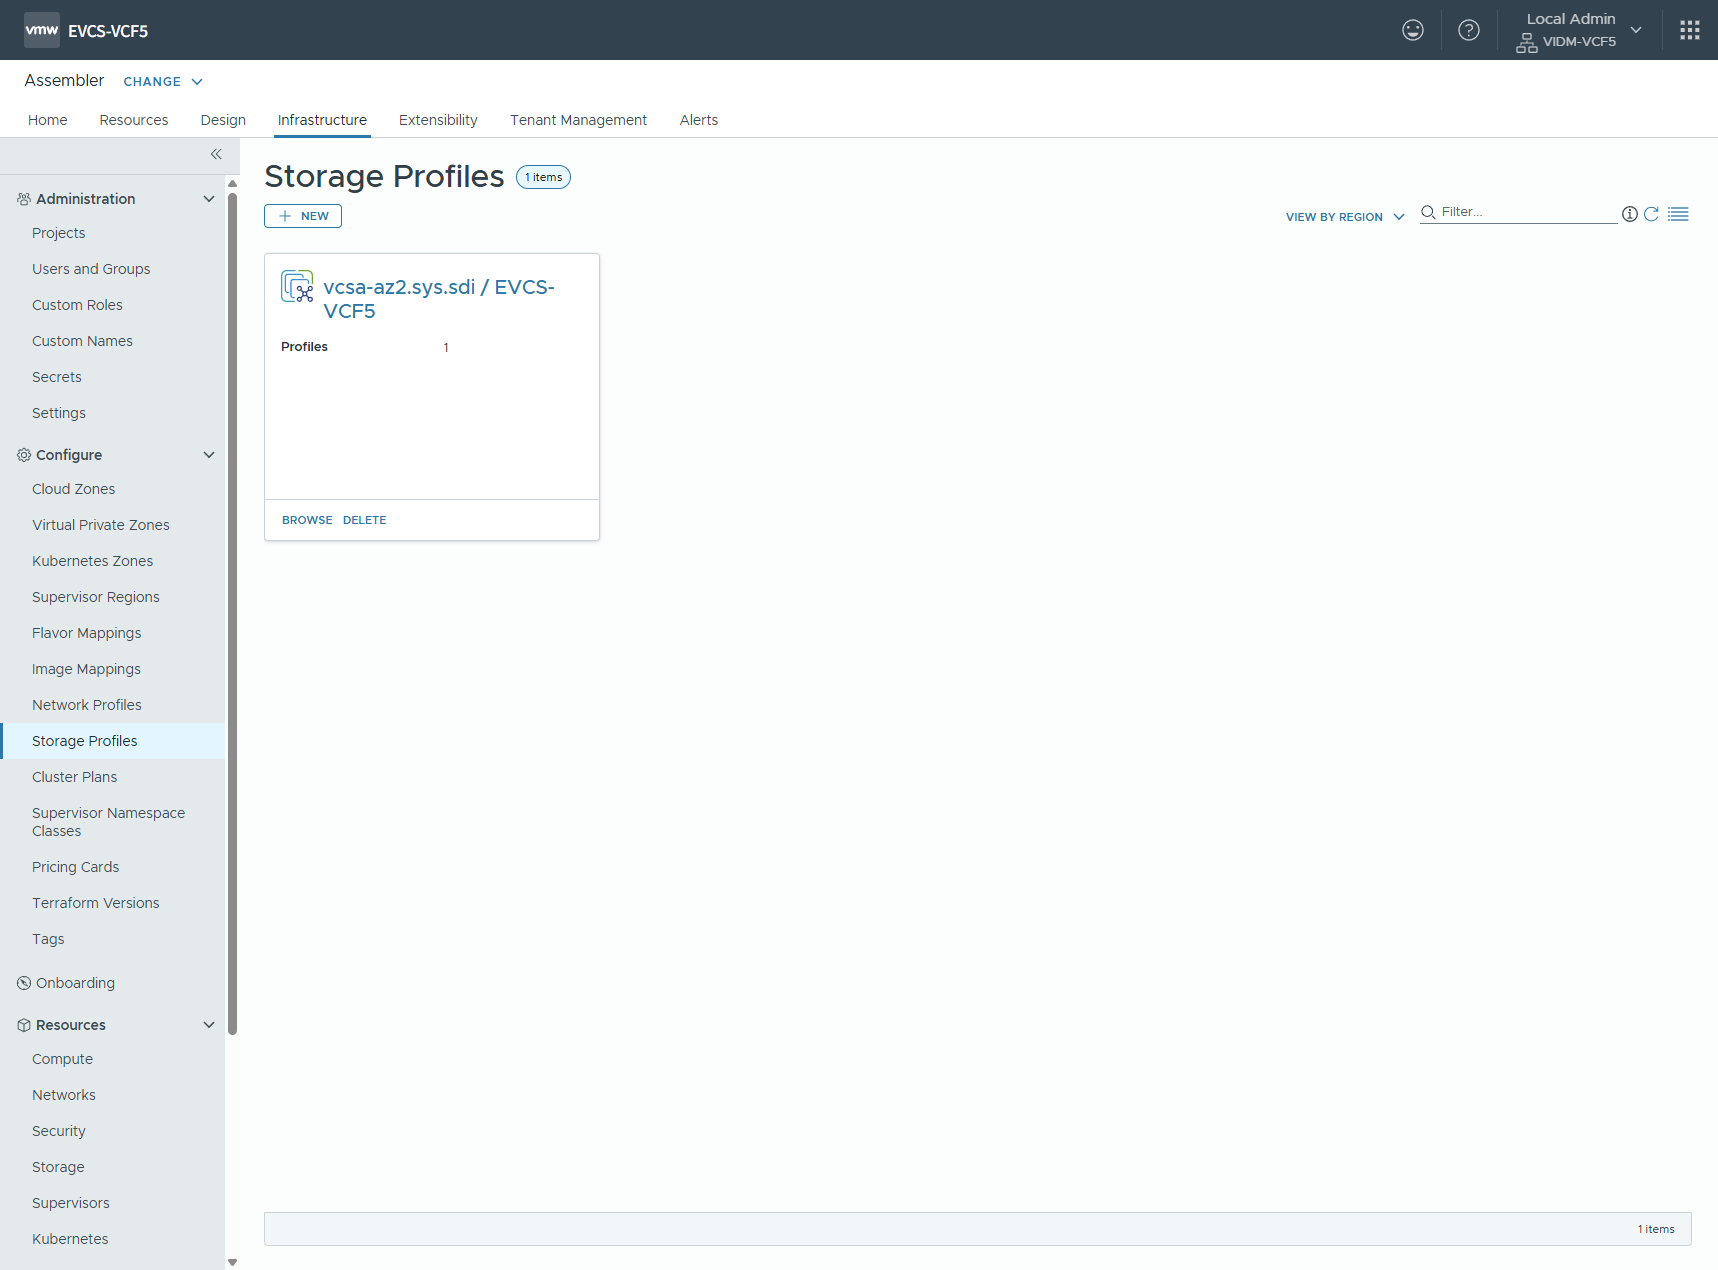 vmw EVCS-VCF5
Local Admin
VIDM-VCF5
Assembler CHANGE
Home Resources Design Infrastructure Extensibility Tenant Management Alerts
Administration
Projects
Users and Groups
Custom Roles
Custom Names
Secrets
Settings
Configure
Cloud Zones
Virtual Private Zones
Kubernetes Zones
Supervisor Regions
Flavor Mappings
Image Mappings
Network Profiles
Storage Profiles
Cluster Plans
Supervisor Namespace
Classes
Pricing Cards
Terraform Versions
Tags
Onboarding
Resources
Compute
Networks
Security
Storage
Supervisors
Kubernetes
Storage Profiles 1 items
NEW
VIEW BY REGION Filter...
vcsa-az2.sys.sdi / EVCS-
VCF5
Profiles 1
BROWSE DELETE
1 items